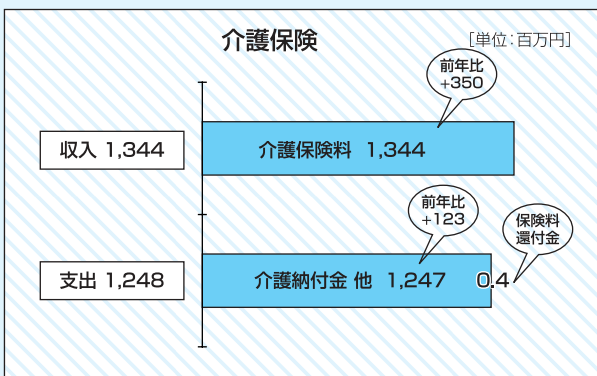 介護保険
［単位：百万円］
前年比
+350
収入 1,344
介護保険料 1,344
前年比
+123
保険料
還付金
支出 1,248
介護納付金 他 1,247
0.4